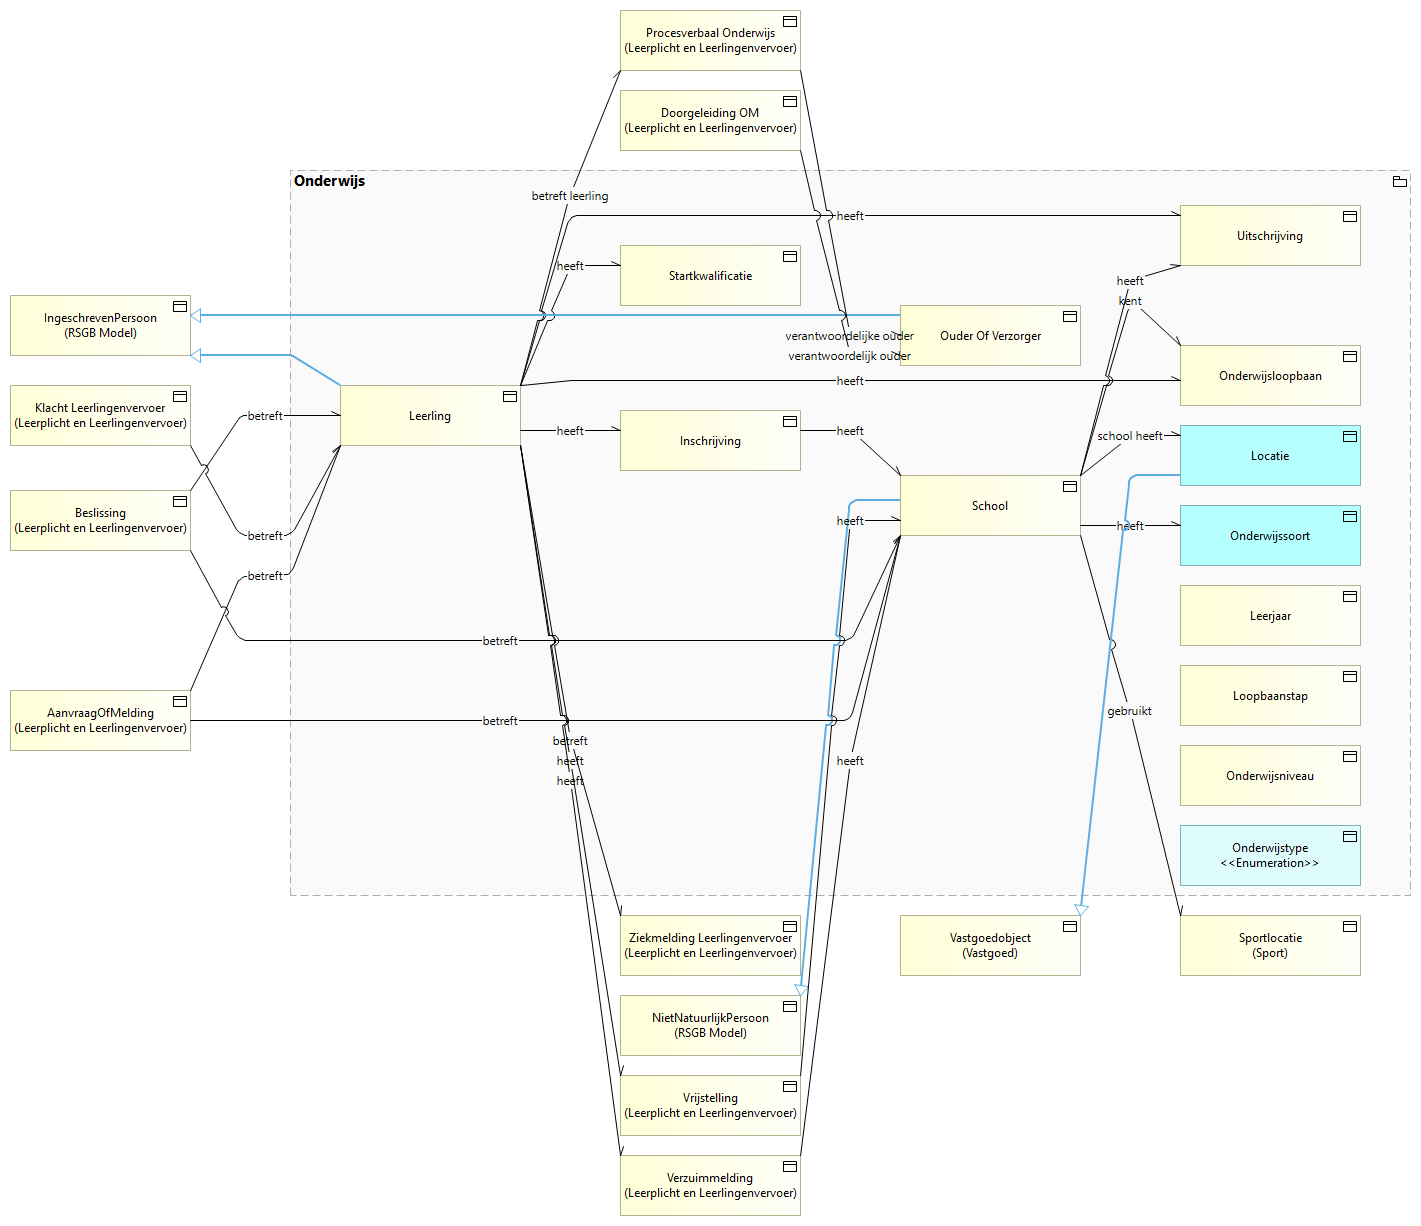 Procesverbaal Onderwijs
(Leerplicht en Leerlingenvervoer)
Doorgeleiding OM
(Leerplicht en Leerlingenvervoer)
Onderwijs
betreft leerling
heeft
Uitschrijving
heeft
Startkwalificatie
heeft
kent
IngeschrevenPersoon
(RSGB Model)
verantwoordelijke ouder
Ouder Of Verzorger
verantwoordelijk ouder
heeft
Onderwijsloopbaan
Klacht Leerlingenvervoer
(Leerplicht en Leerlingenvervoer)
betreft
Leerling
heeft
Inschrijving
heeft
school heeft
Locatie
Beslissing
(Leerplicht en Leerlingenvervoer)
betreft
heeft
School
heeft
Onderwijssoort
betreft
Leerjaar
betreft
Loopbaanstap
AanvraagOfMelding
(Leerplicht en Leerlingenvervoer)
betreft
gebruikt
betreft
heeft
heeft
heeft
Onderwijsniveau
Onderwijstype
<<Enumeration>>
Ziekmelding Leerlingenvervoer
(Leerplicht en Leerlingenvervoer)
Vastgoedobject
(Vastgoed)
Sportlocatie
(Sport)
NietNatuurlijkPersoon
(RSGB Model)
Vrijstelling
(Leerplicht en Leerlingenvervoer)
Verzuimmelding
(Leerplicht en Leerlingenvervoer)